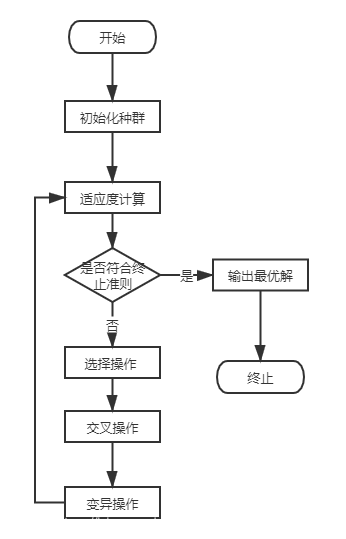 开始
初始化种群
适应度计算
是否符合终
止准则
是
输出最优解
否
终止
选择操作
交叉操作
变异操作